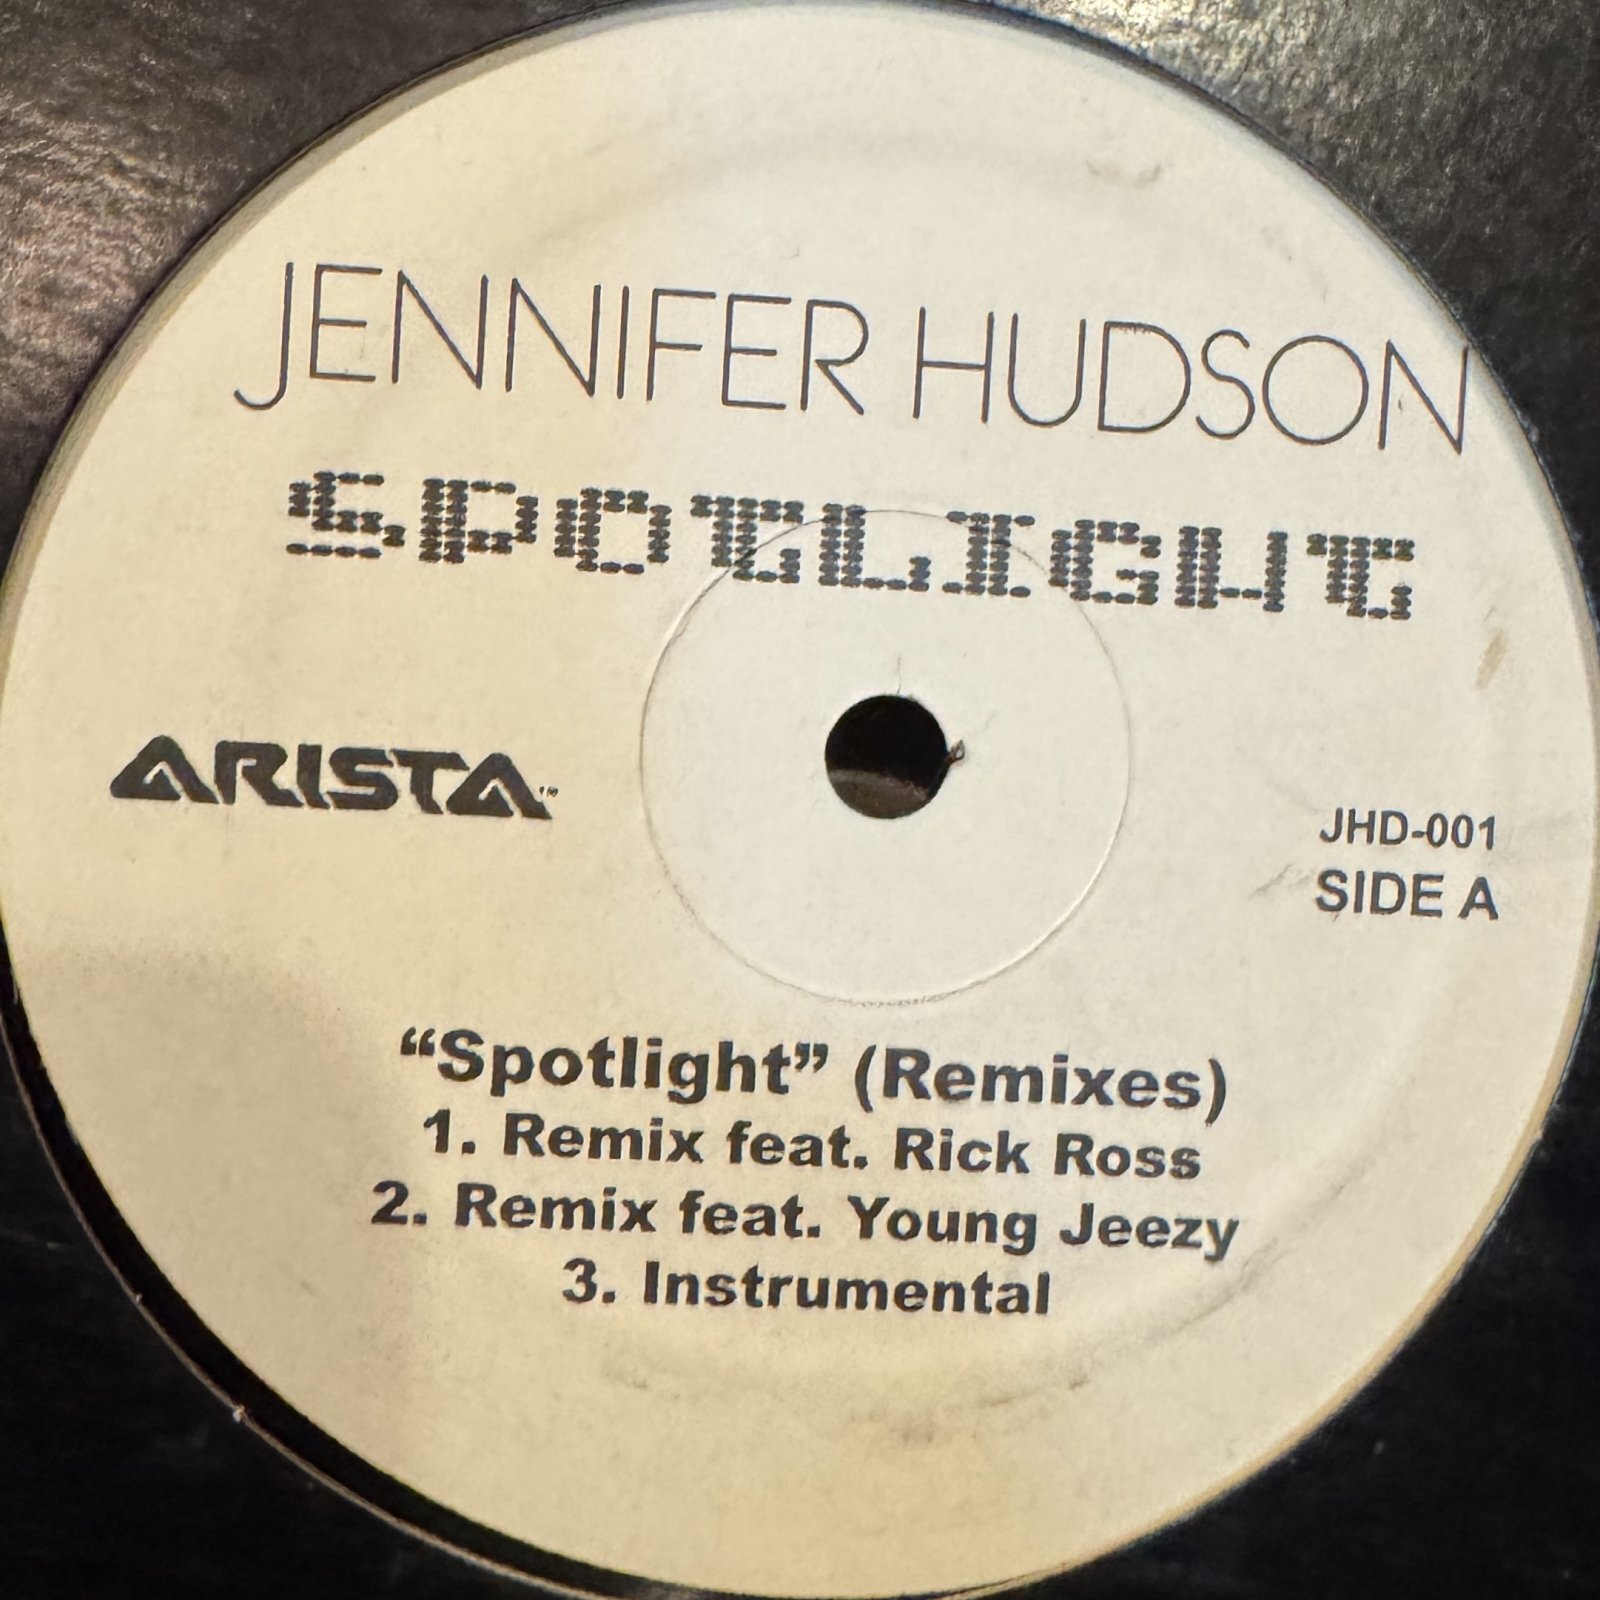 JENNIFER HUDSON
SPOTLIGHT
ARISTA™
JHD-001
SIDE A
“Spotlight” (Remixes)
1. Remix feat. Rick Ross
2. Remix feat. Young Jeezy
3. Instrumental